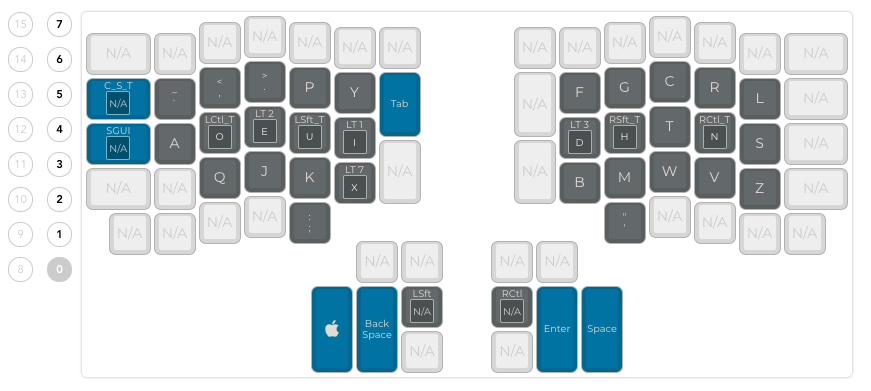 15 7
N/A N/A N/A N/A N/A N/A N/A N/A N/A N/A N/A N/A N/A N/A
14 6
13 5
C_S_T
N/A
~
`
<
,
>
.
P
Y
Tab
N/A
F
G
C
R
L
N/A
12 4
SGUI
N/A
A
LCtl_T
O
LT 2
E
LSft_T
U
LT 1
I
LT 3
D
RSft_T
H
T
RCtl_T
N
S
N/A
11 3
10 2
N/A
N/A
Q
J
K
LT 7
X
N/A
N/A
B
M
W
V
Z
N/A
9 1
N/A
N/A
N/A
N/A
:
;
"
'
N/A
N/A
N/A
N/A
8 0
N/A N/A N/A N/A
Back
Space
LSft
N/A
RCtl
N/A
Enter
Space
N/A N/A